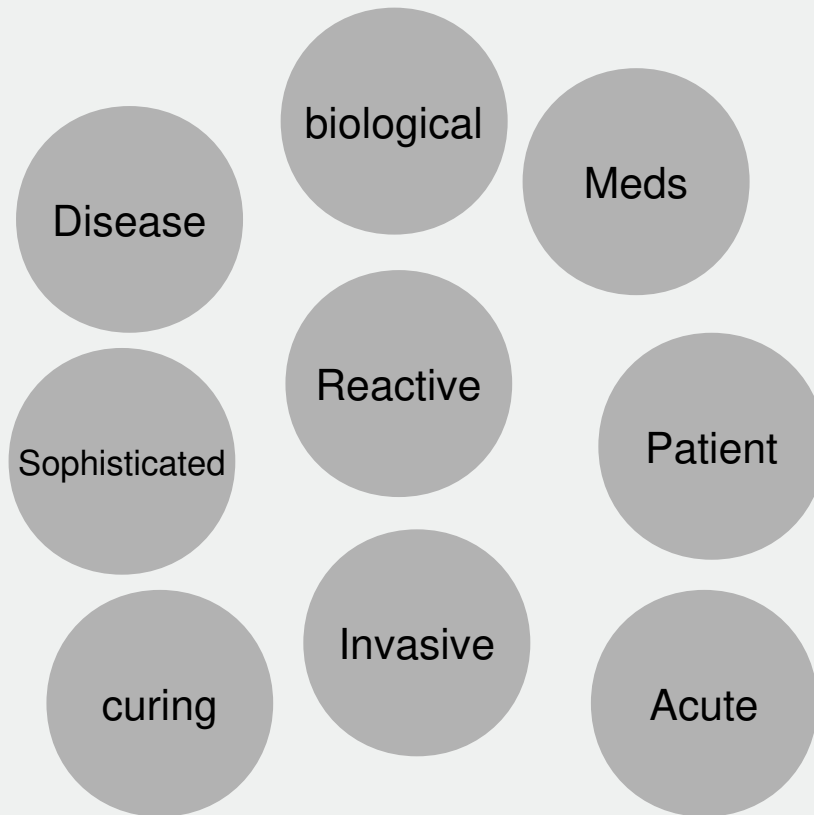 biological
Meds
Disease
Reactive
Patient
Sophisticated
Invasive
curing
Acute